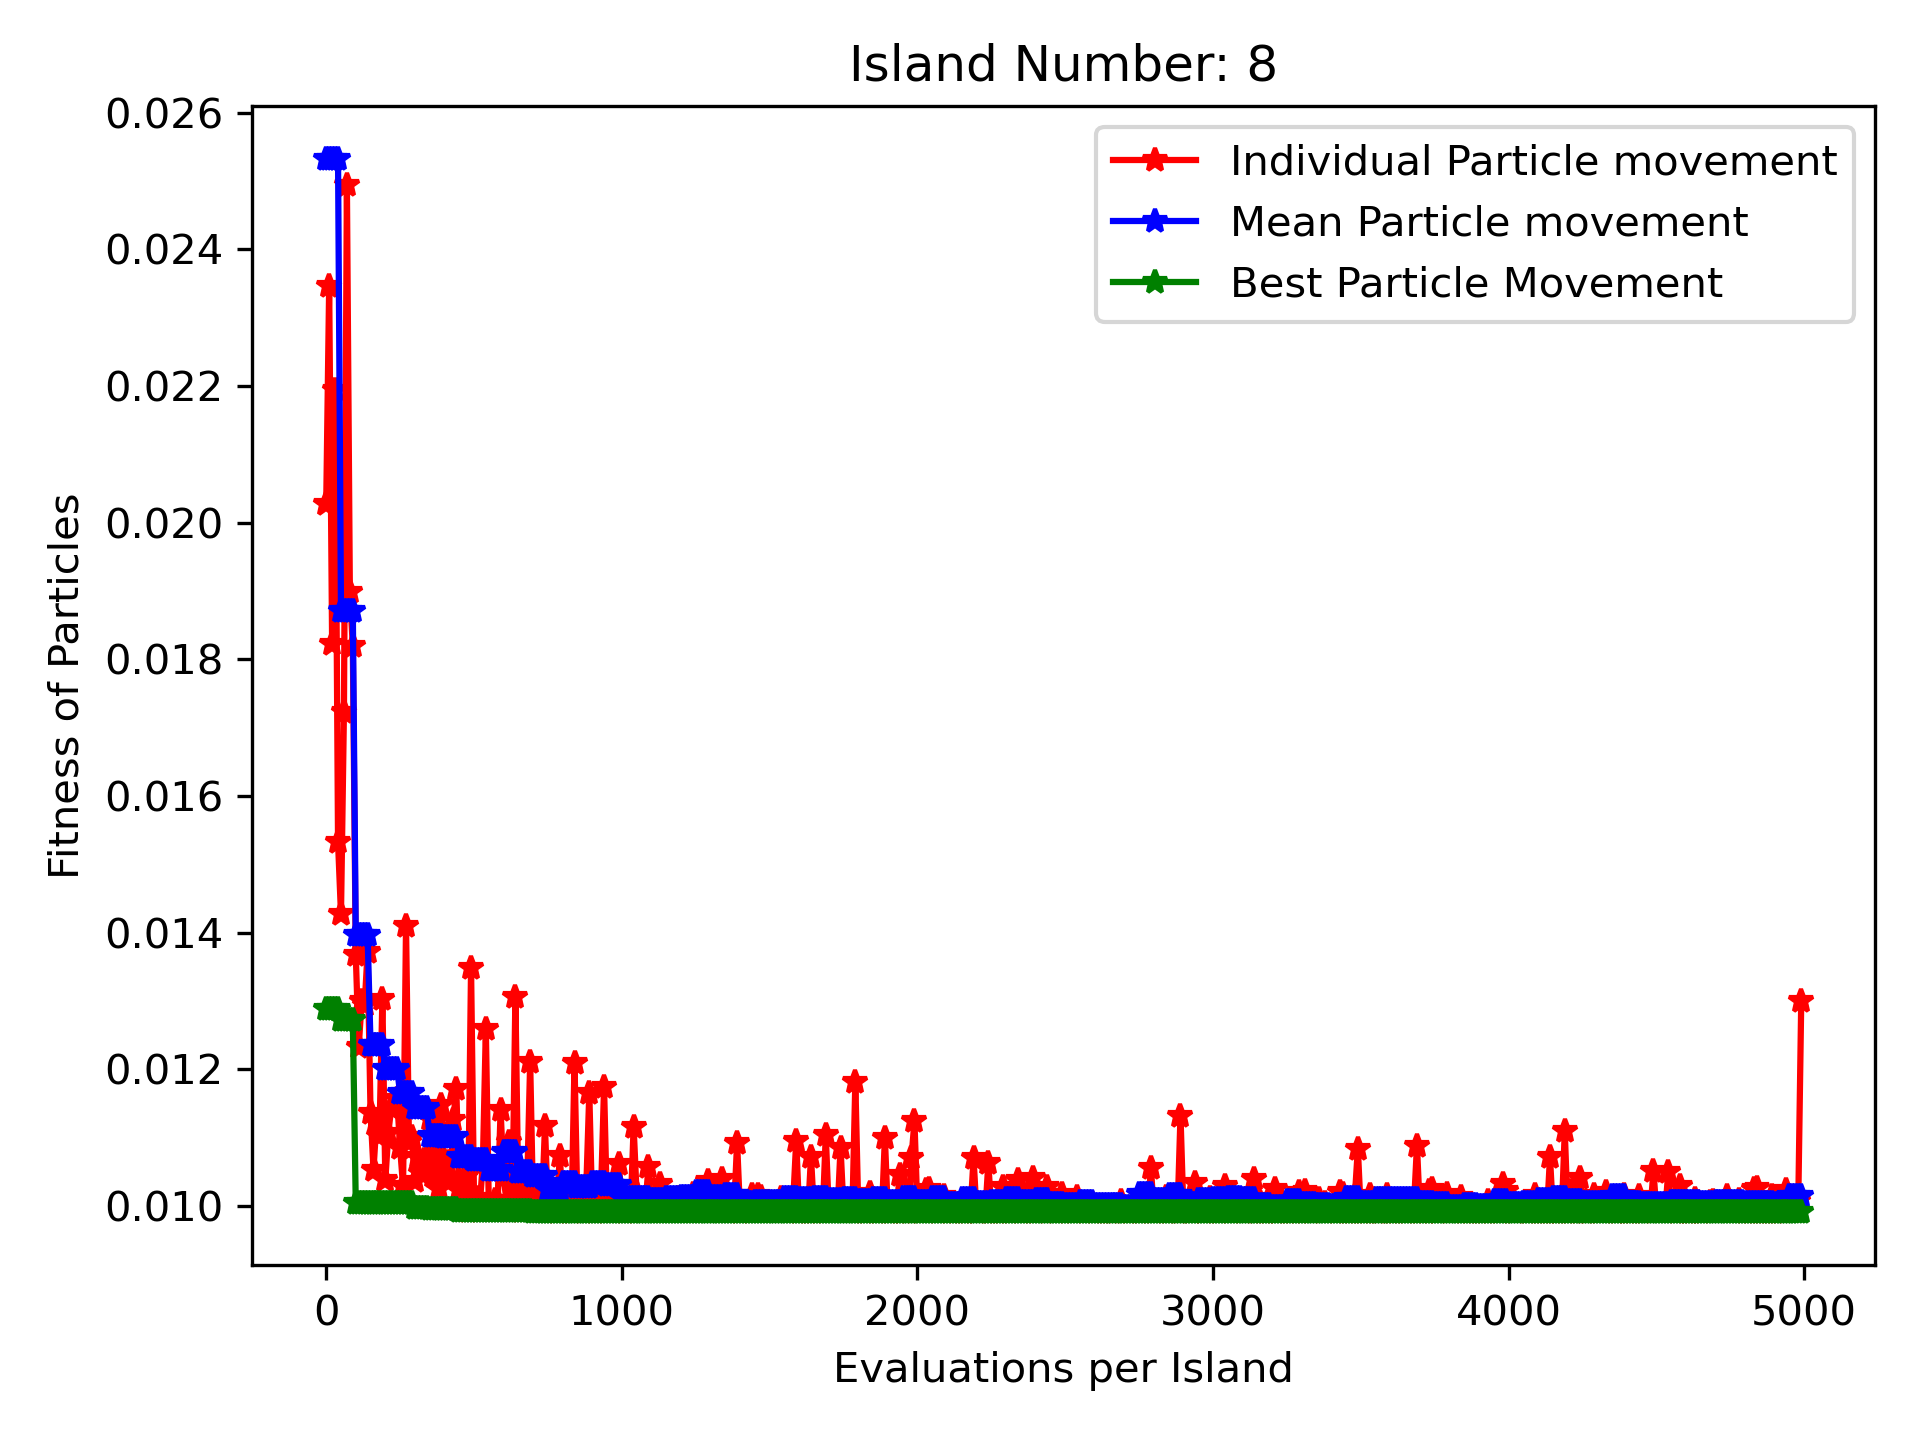 Island Number: 8
0.026
0.024
0.022
0.020
0.018
0.016
0.014
0.012
0.010
Fitness of Particles
Individual Particle movement
Mean Particle movement
Best Particle Movement
0 1000 2000 3000 4000 5000
Evaluations per Island